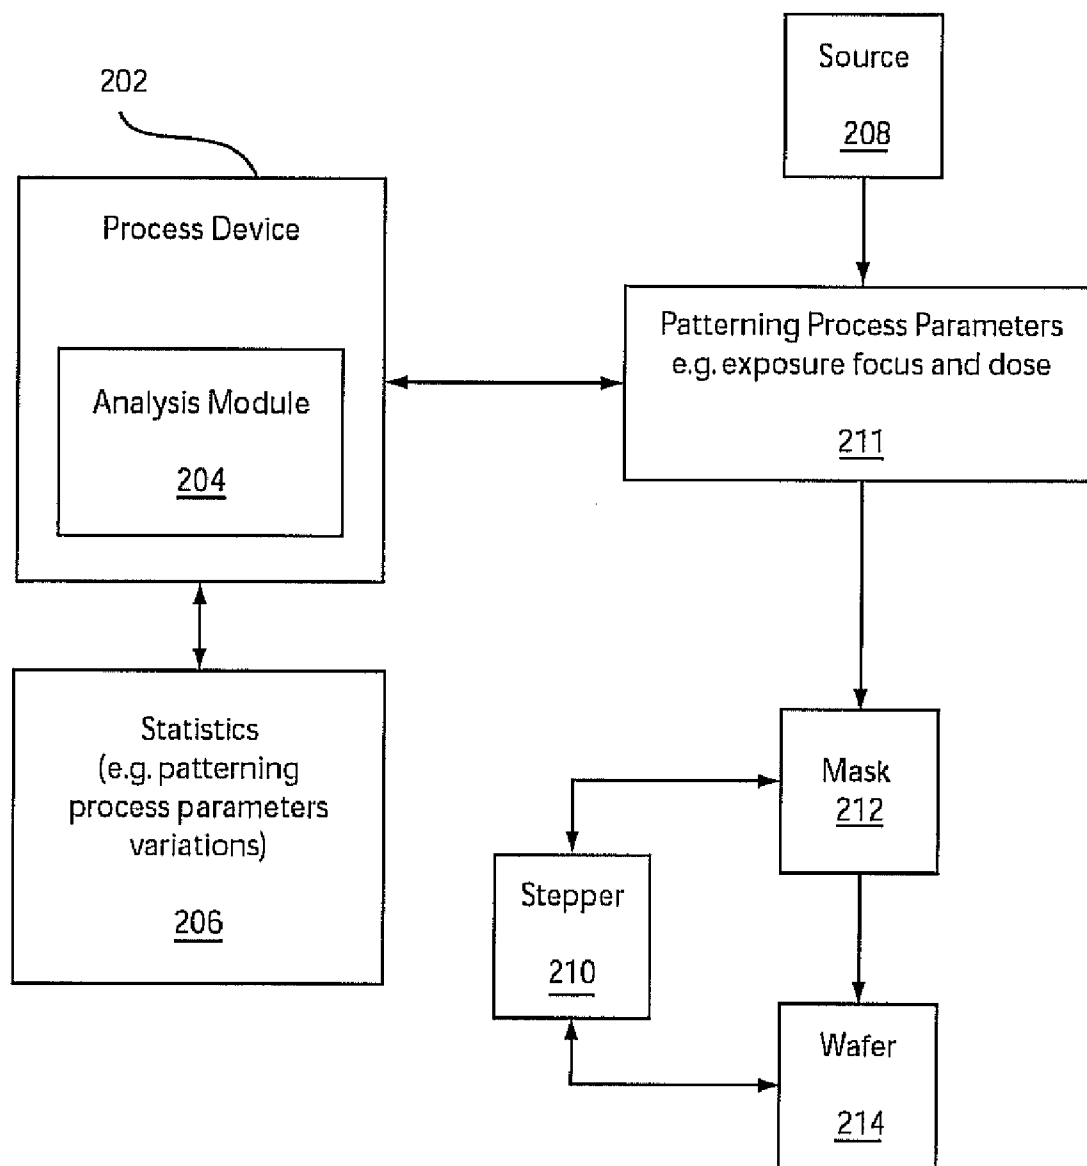 202
Process Device
Analysis Module
204
Statistics
(e.g. patterning
process parameters
variations)
206
Source
208
Patterning Process Parameters
e.g. exposure focus and dose
211
Mask
212
Stepper
210
Wafer
214